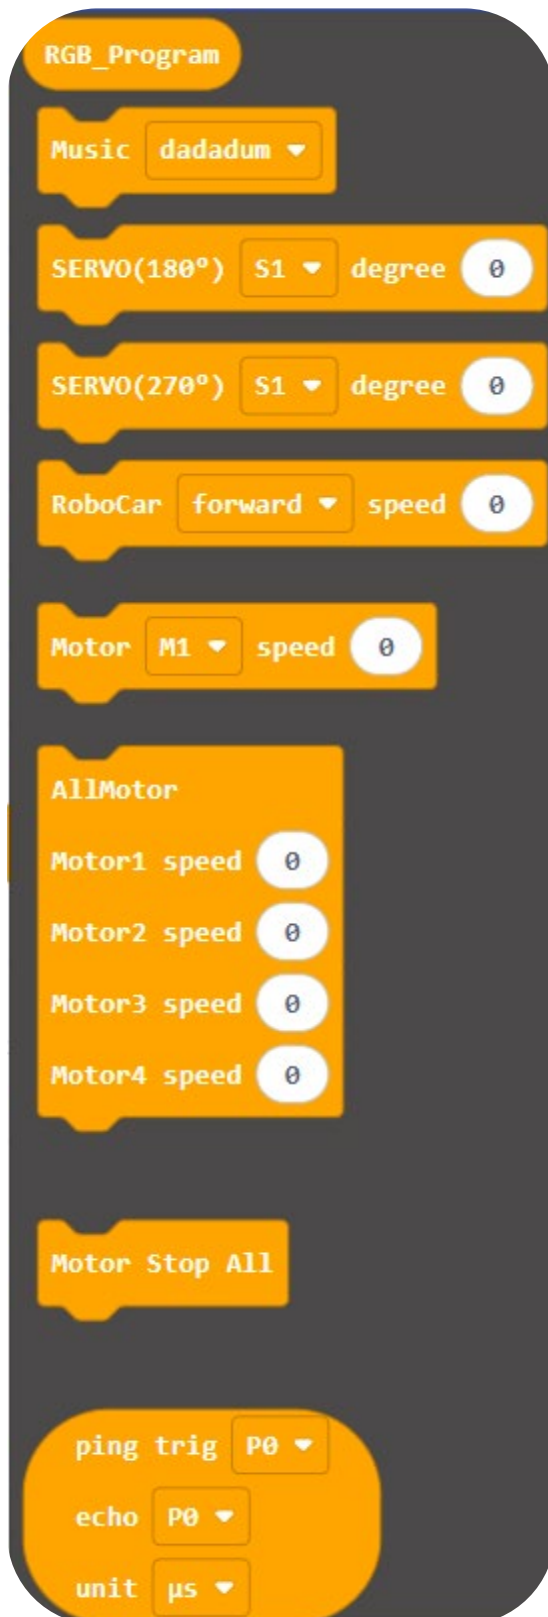 RGB_Program
Music dadadum
SERVO(180°) S1 degree 0
SERVO(270°) S1 degree 0
RoboCar forward speed 0
Motor M1 speed 0
AllMotor
Motor1 speed 0
Motor2 speed 0
Motor3 speed 0
Motor4 speed 0
Motor Stop All
ping trig P0
echo P0
unit μs